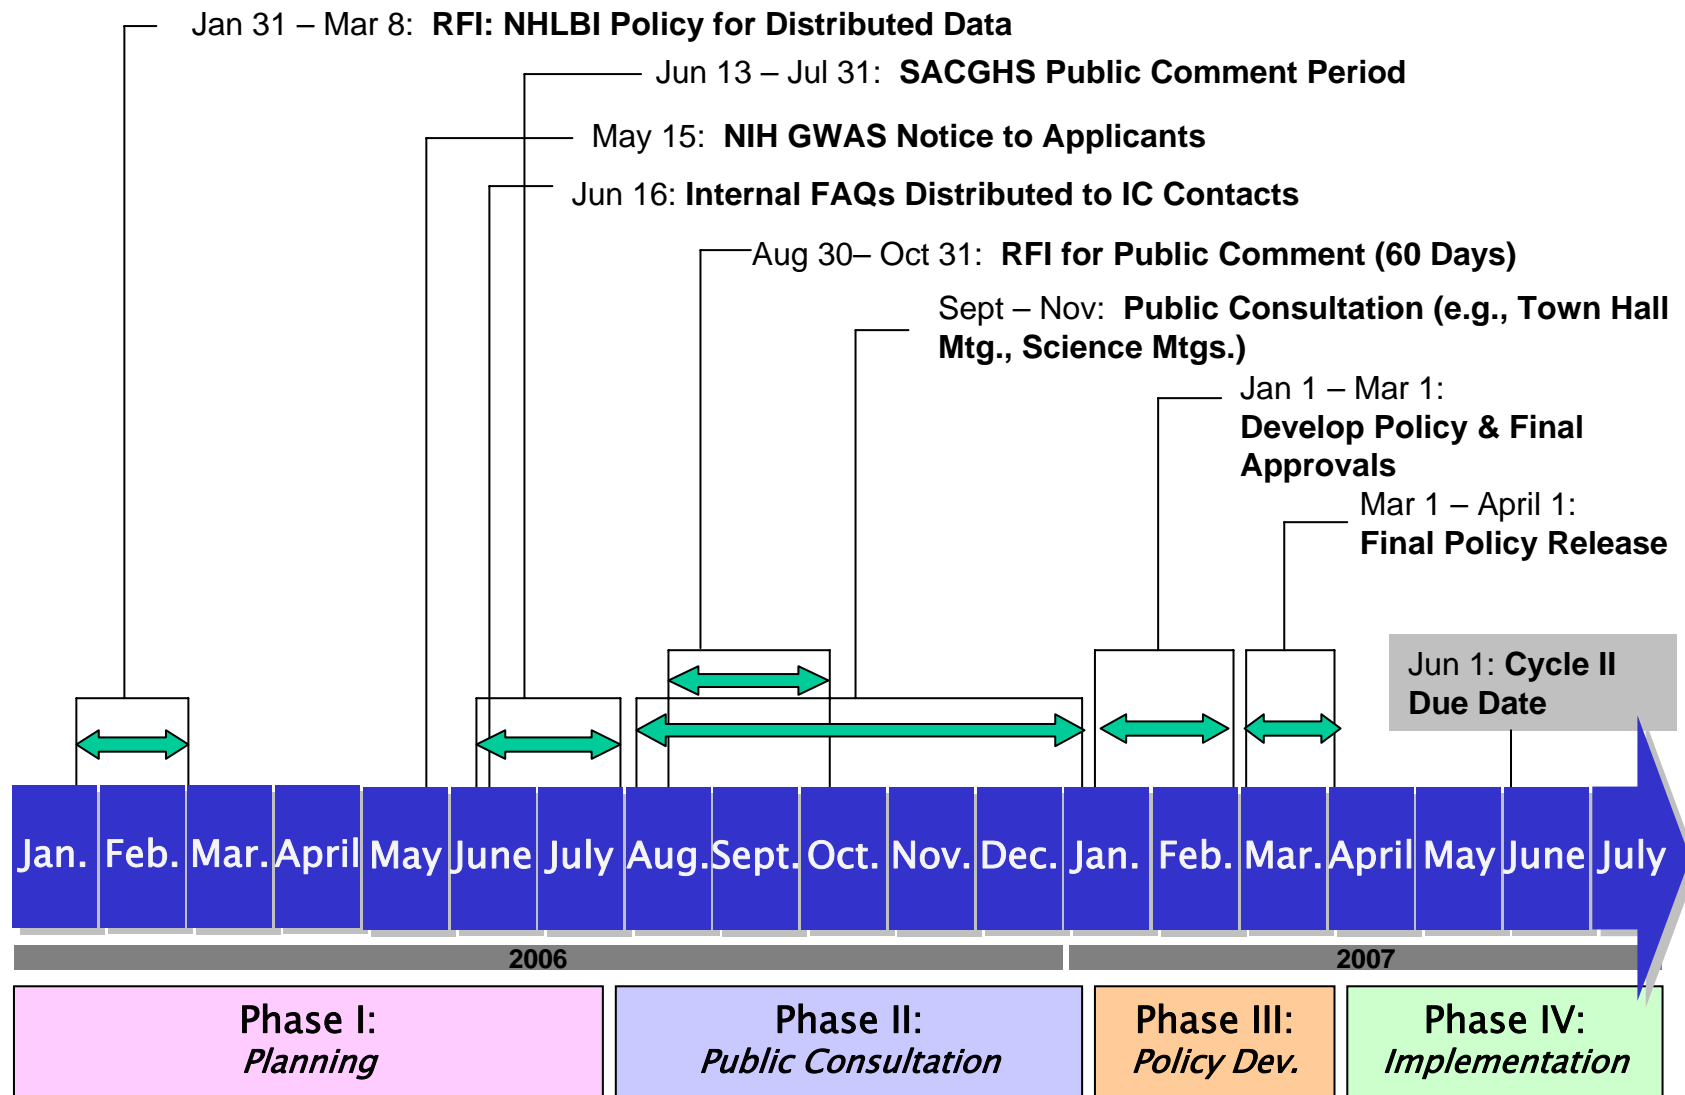 Jan 31 – Mar 8:  RFI: NHLBI Policy for Distributed Data
Jun 13 – Jul 31:  SACGHS Public Comment Period
May 15:  NIH GWAS Notice to Applicants
Jun 16: Internal FAQs Distributed to IC Contacts
Aug 30– Oct 31:  RFI for Public Comment (60 Days)
Sept – Nov:  Public Consultation (e.g., Town Hall
Mtg., Science Mtgs.)
Jan 1 – Mar 1:
Develop Policy & Final
Approvals
Mar 1 – April 1:
Final Policy Release
Jun 1: Cycle II
Due Date
Jan. Feb. Mar. April May June July Aug. Sept. Oct. Nov. Dec. Jan. Feb. Mar. April May June July
2006 2007
Phase I:
Planning
Phase II:
Public Consultation
Phase III:
Policy Dev.
Phase IV:
Implementation